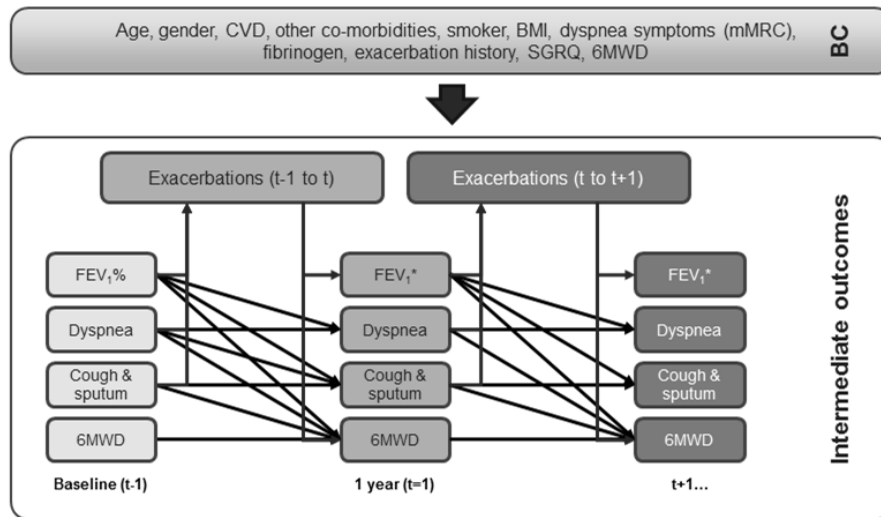 Age, gender, CVD, other co-morbidities, smoker, BMI, dyspnea symptoms (mMRC),
fibrinogen, exacerbation history, SGRQ, 6MWD
BC
Exacerbations (t-1 to t)
Exacerbations (t to t+1)
FEV₁%
FEV₁*
FEV₁*
Dyspnea
Dyspnea
Dyspnea
Cough &
sputum
Cough &
sputum
Cough &
sputum
6MWD
6MWD
6MWD
Baseline (t-1)
1 year (t=1)
t+1...
Intermediate outcomes